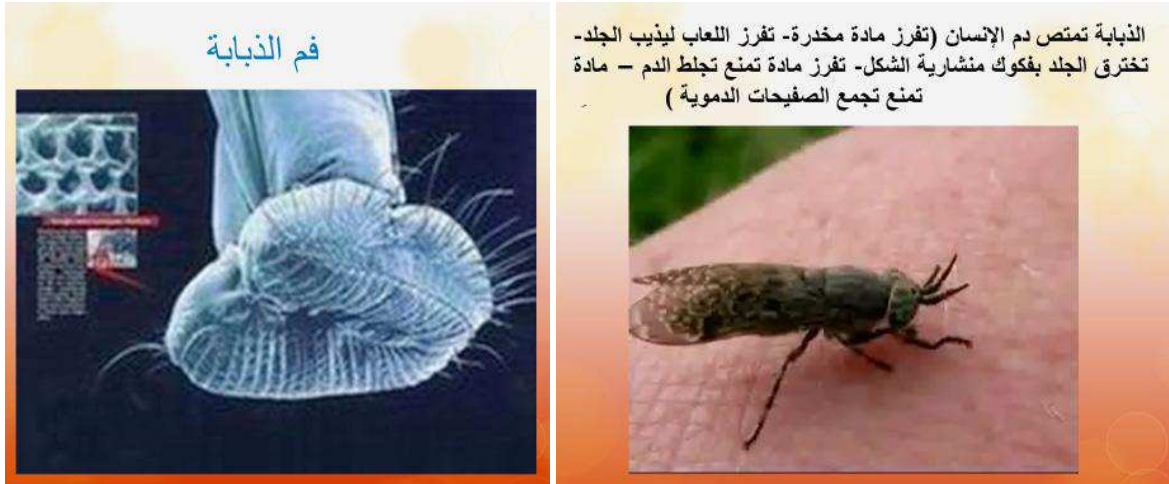 فم الذبابة
الذبابة تمتص دم الإنسان (تفرز مادة مخدرة- تفرز اللعاب ليذيب الجلد-
تخترق الجلد بفكوك منشارية الشكل- تفرز مادة تمنع تجلط الدم – مادة
تمنع تجمع الصفيحات الدموية )